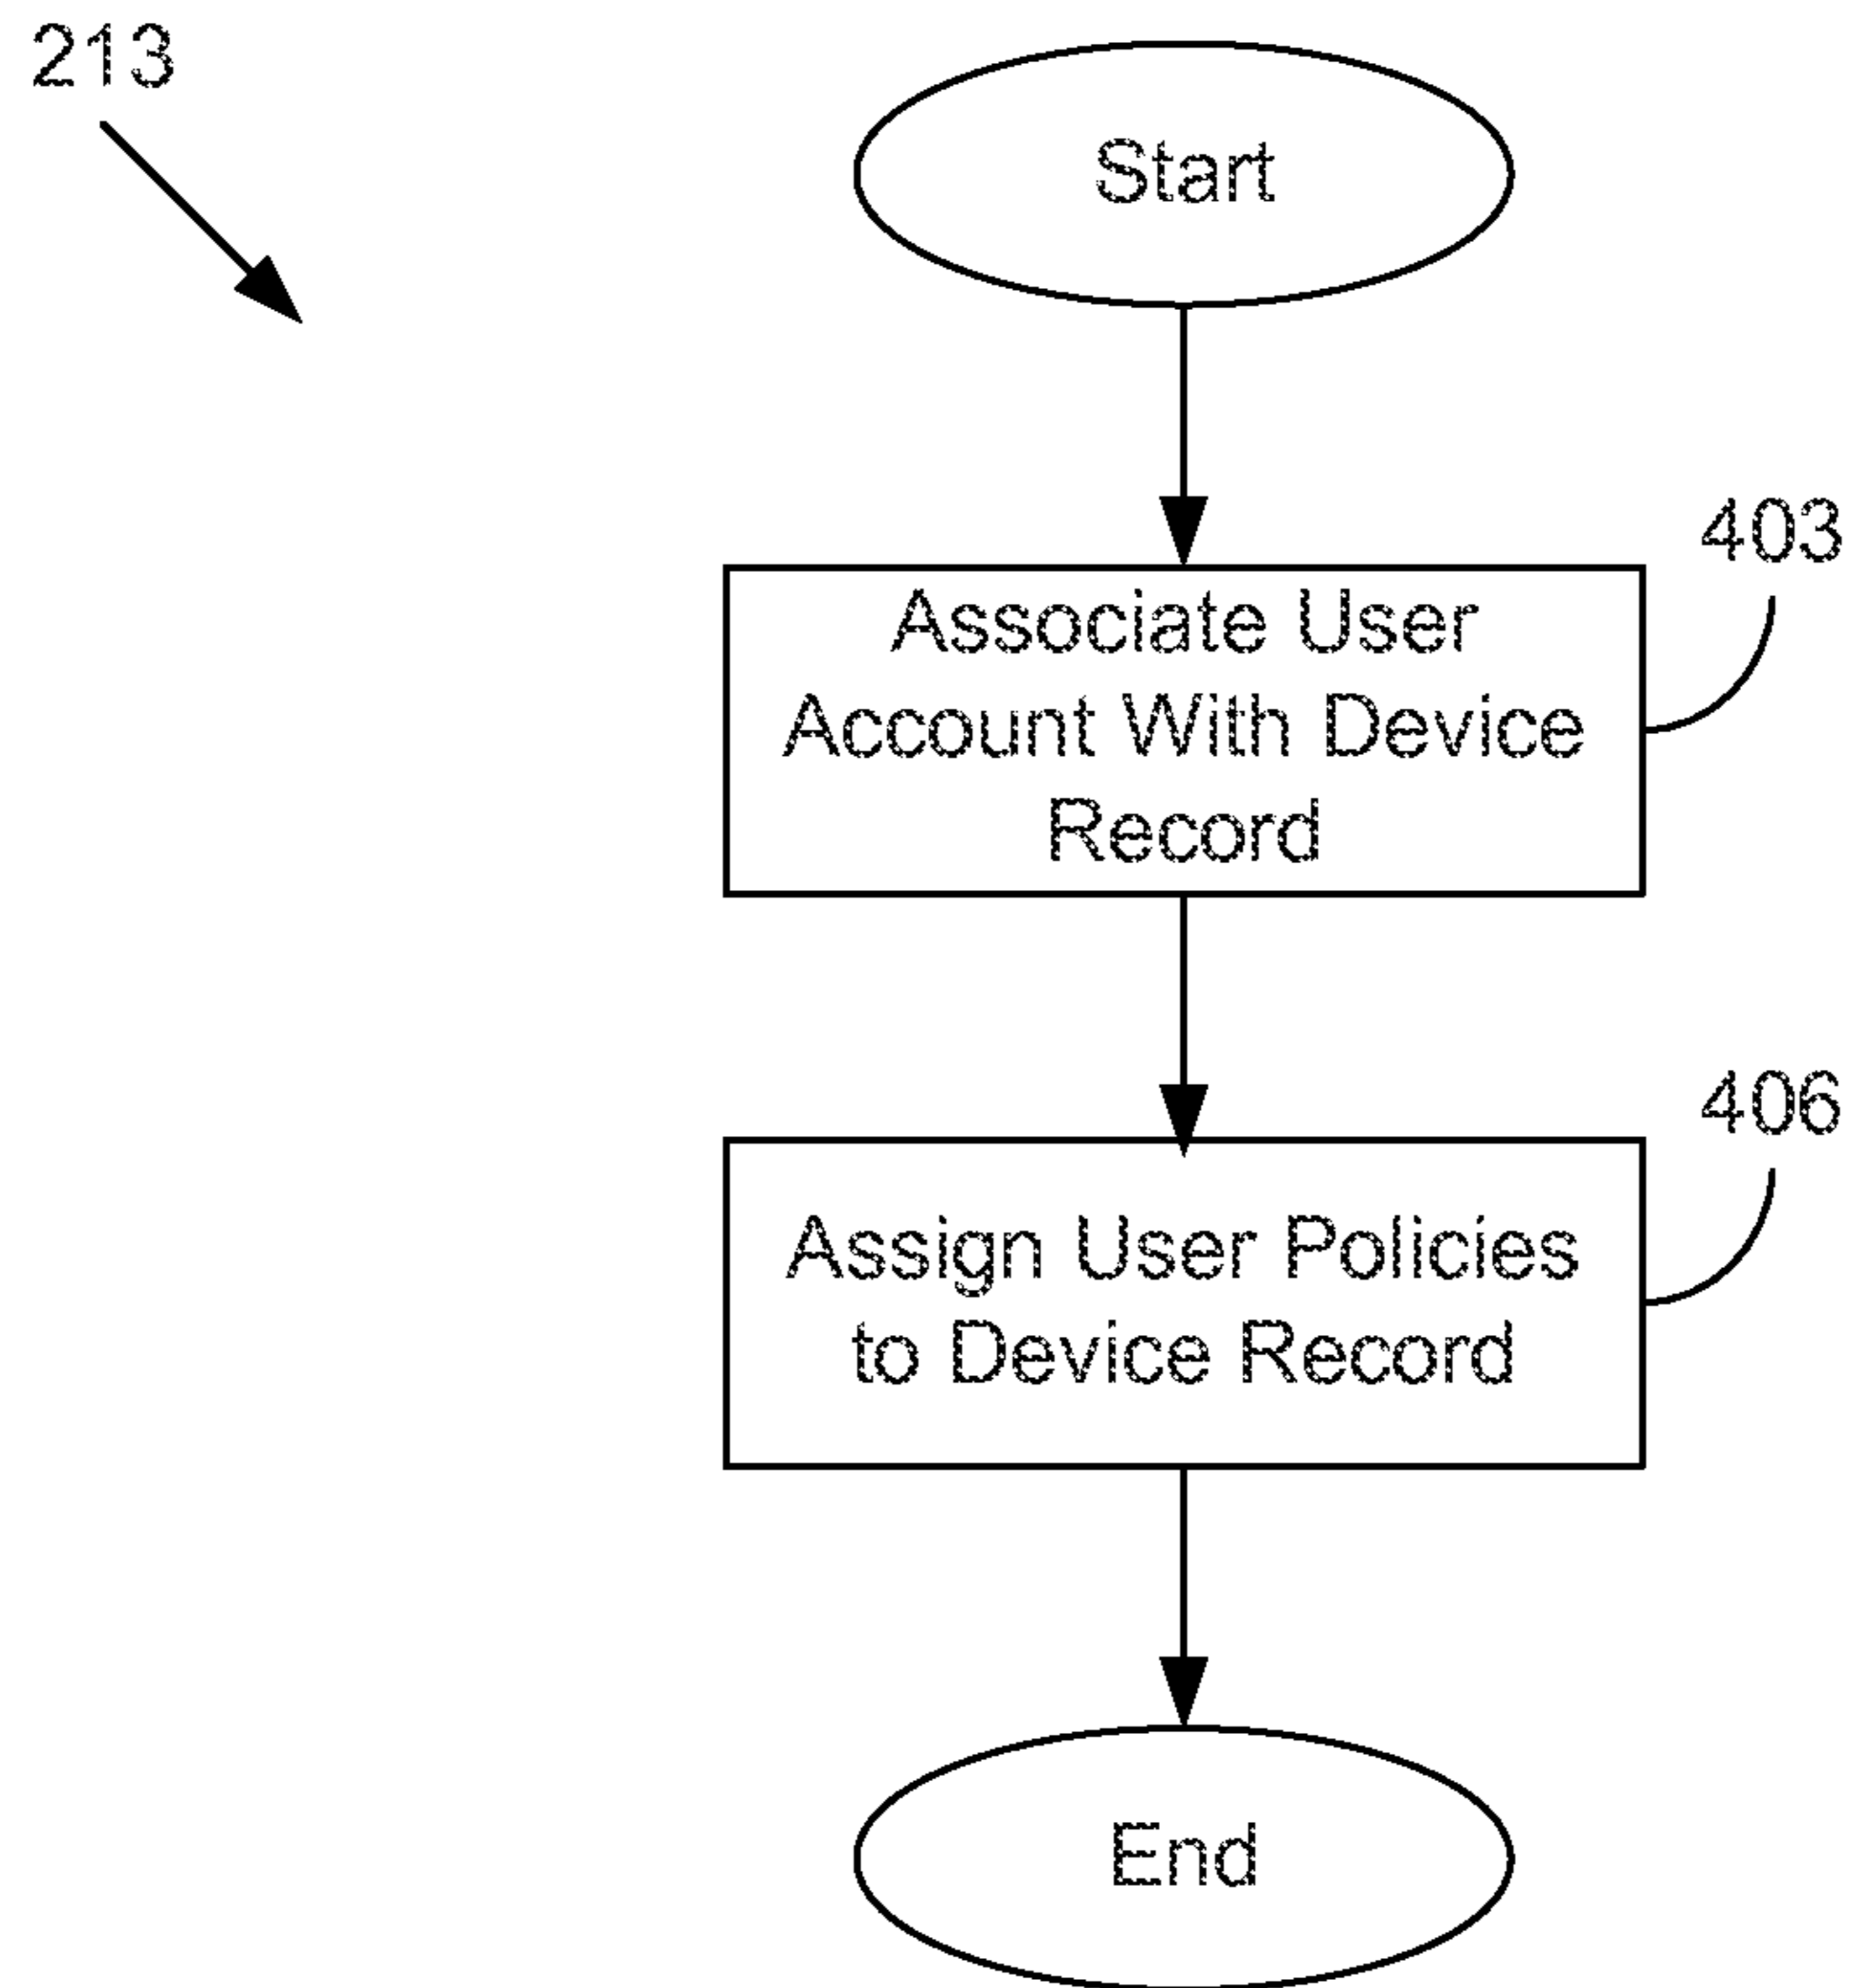 213
Start
403
Associate User
Account With Device
Record
406
Assign User Policies
to Device Record
End